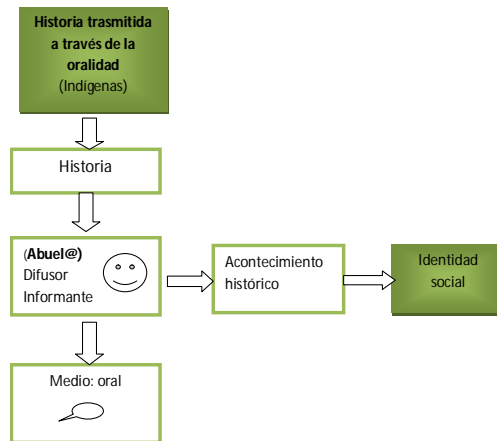 Historia trasmitida
a través de la
oralidad
(Indígenas)
Historia
(Abuel@)
Difusor
Informante
Acontecimiento
histórico
Identidad
social
Medio: oral